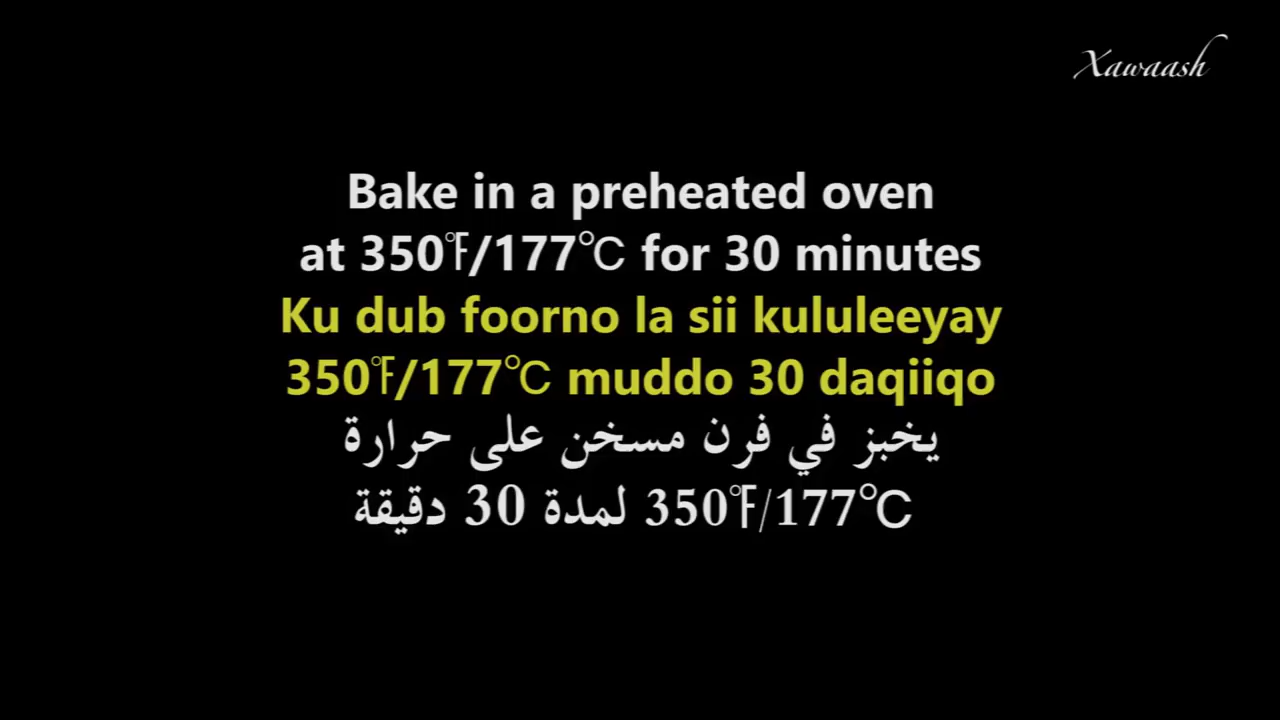 Xawaash
Bake in a preheated oven
at 350℉/177℃ for 30 minutes
Ku dub foorno la sii kululeeyay
350℉/177℃ muddo 30 daqiiqo
يخبز في فرن مسخن على حرارة
350℉/177℃ لمدة 30 دقيقة